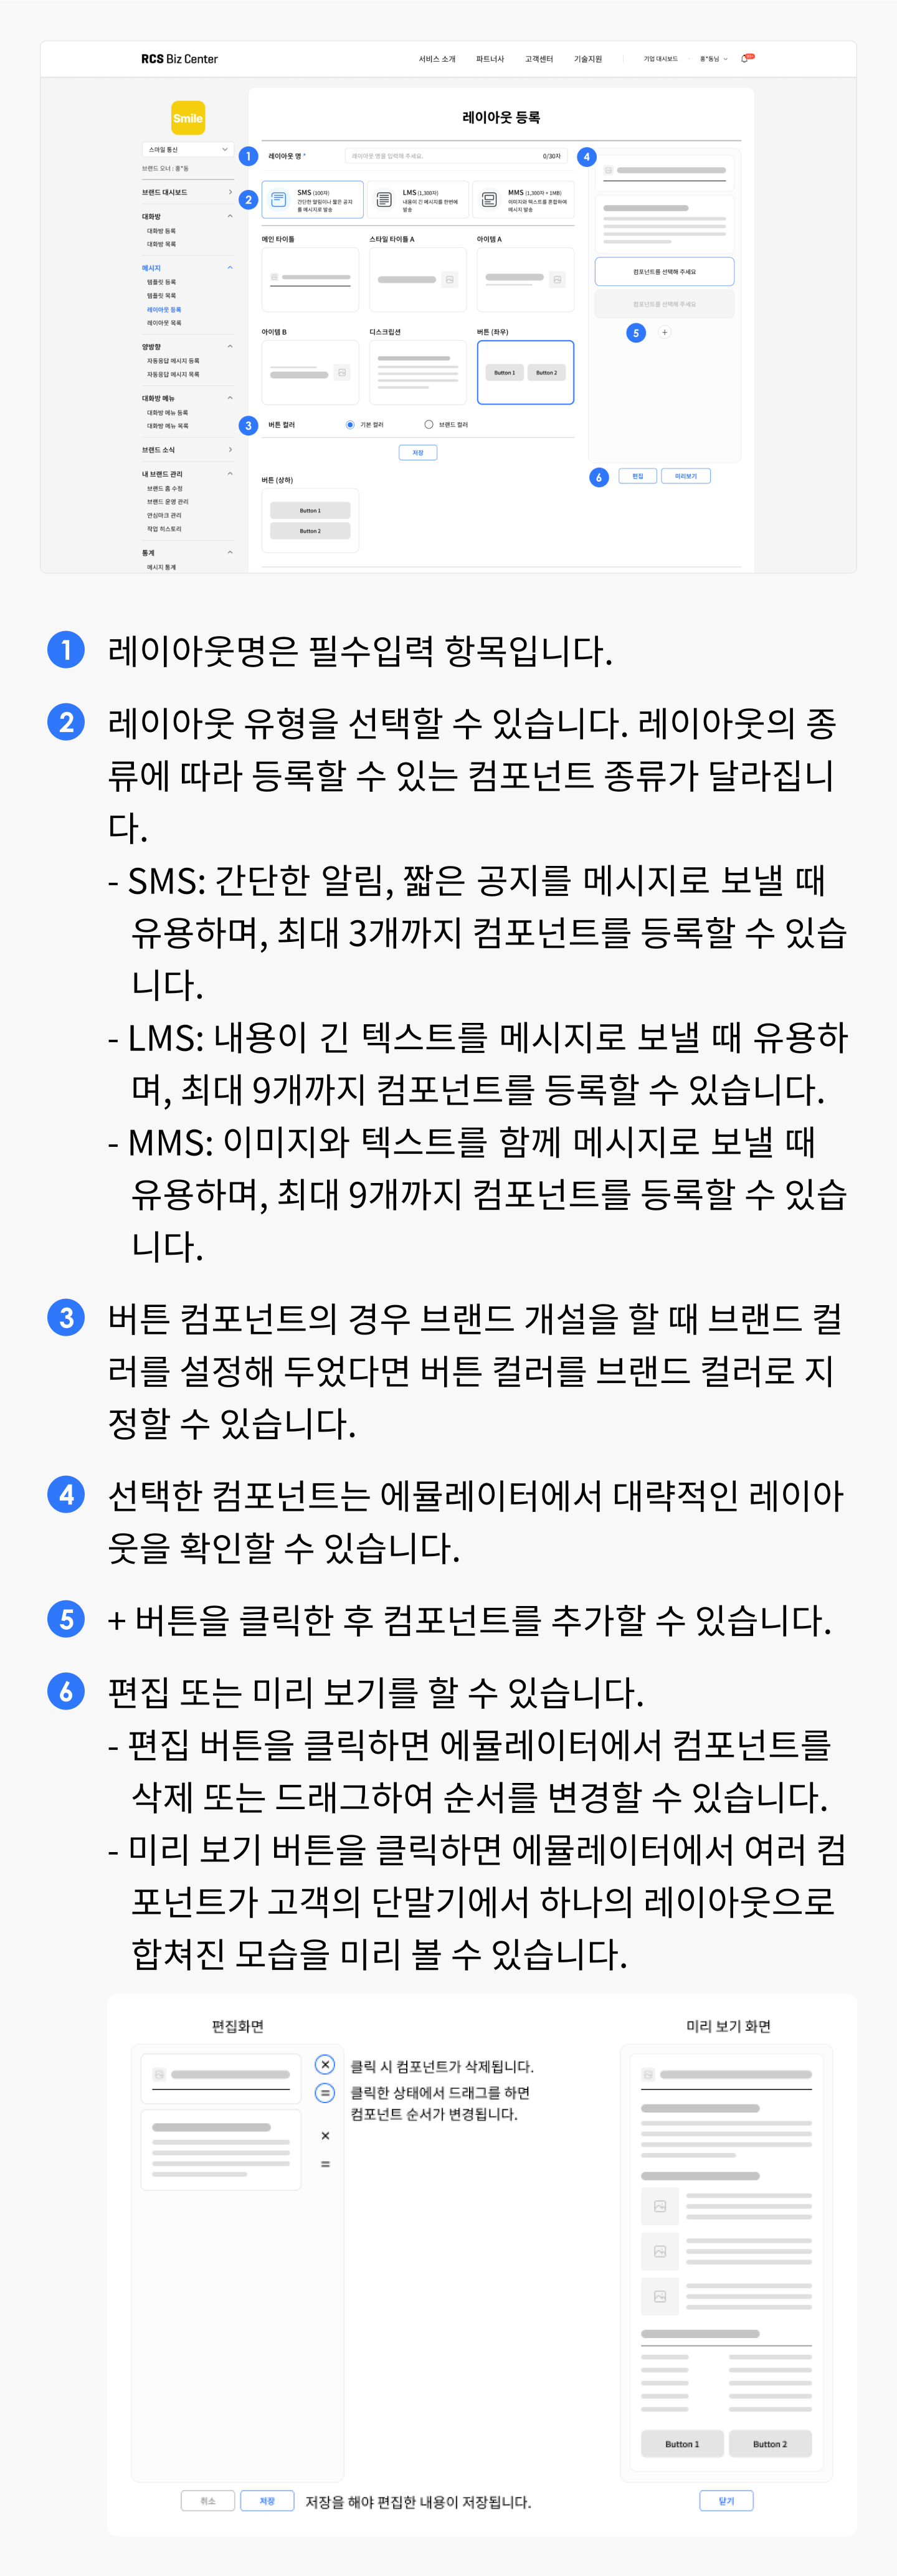 RCS Biz Center
서비스 소개 파트너사 고객센터 기술지원 기업 대시보드 홍*동님
Smile
스마일 통신
브랜드 오너 : 홍*동
브랜드 대시보드
대화방
대화방 등록
대화방 목록
메시지
템플릿 등록
템플릿 목록
레이아웃 등록
레이아웃 목록
양방향
자동응답 메시지 등록
자동응답 메시지 목록
대화방 메뉴
대화방 메뉴 등록
대화방 메뉴 목록
브랜드 소식
내 브랜드 관리
브랜드 홈 수정
브랜드 운영 관리
안심마크 관리
작업 히스토리
통계
메시지 통계
레이아웃 등록
1 레이아웃 명 * 레이아웃 명을 입력해 주세요. 0/30자
2
SMS (100자)
간단한 알림이나 짧은 공지
를 메시지로 발송
LMS (1,300자)
내용이 긴 메시지를 한번에
발송
MMS (1,300자 + 1MB)
이미지와 텍스트를 혼합하여
메시지 발송
메인 타이틀 스타일 타이틀 A 아이템 A
아이템 B 디스크립션 버튼 (좌우)
Button 1 Button 2
3 버튼 컬러 기본 컬러 브랜드 컬러
저장
버튼 (상하)
Button 1
Button 2
4
컴포넌트를 선택해 주세요
컴포넌트를 선택해 주세요
5 +
6 편집 미리보기
1 레이아웃명은 필수입력 항목입니다.
2 레이아웃 유형을 선택할 수 있습니다. 레이아웃의 종
류에 따라 등록할 수 있는 컴포넌트 종류가 달라집니
다.
- SMS: 간단한 알림, 짧은 공지를 메시지로 보낼 때
유용하며, 최대 3개까지 컴포넌트를 등록할 수 있습
니다.
- LMS: 내용이 긴 텍스트를 메시지로 보낼 때 유용하
며, 최대 9개까지 컴포넌트를 등록할 수 있습니다.
- MMS: 이미지와 텍스트를 함께 메시지로 보낼 때
유용하며, 최대 9개까지 컴포넌트를 등록할 수 있습
니다.
3 버튼 컴포넌트의 경우 브랜드 개설을 할 때 브랜드 컬
러를 설정해 두었다면 버튼 컬러를 브랜드 컬러로 지
정할 수 있습니다.
4 선택한 컴포넌트는 에뮬레이터에서 대략적인 레이아
웃을 확인할 수 있습니다.
5 + 버튼을 클릭한 후 컴포넌트를 추가할 수 있습니다.
6 편집 또는 미리 보기를 할 수 있습니다.
- 편집 버튼을 클릭하면 에뮬레이터에서 컴포넌트를
삭제 또는 드래그하여 순서를 변경할 수 있습니다.
- 미리 보기 버튼을 클릭하면 에뮬레이터에서 여러 컴
포넌트가 고객의 단말기에서 하나의 레이아웃으로
합쳐진 모습을 미리 볼 수 있습니다.
편집화면
클릭 시 컴포넌트가 삭제됩니다.
클릭한 상태에서 드래그를 하면
컴포넌트 순서가 변경됩니다.
취소 저장 저장을 해야 편집한 내용이 저장됩니다.
미리 보기 화면
Button 1 Button 2
닫기